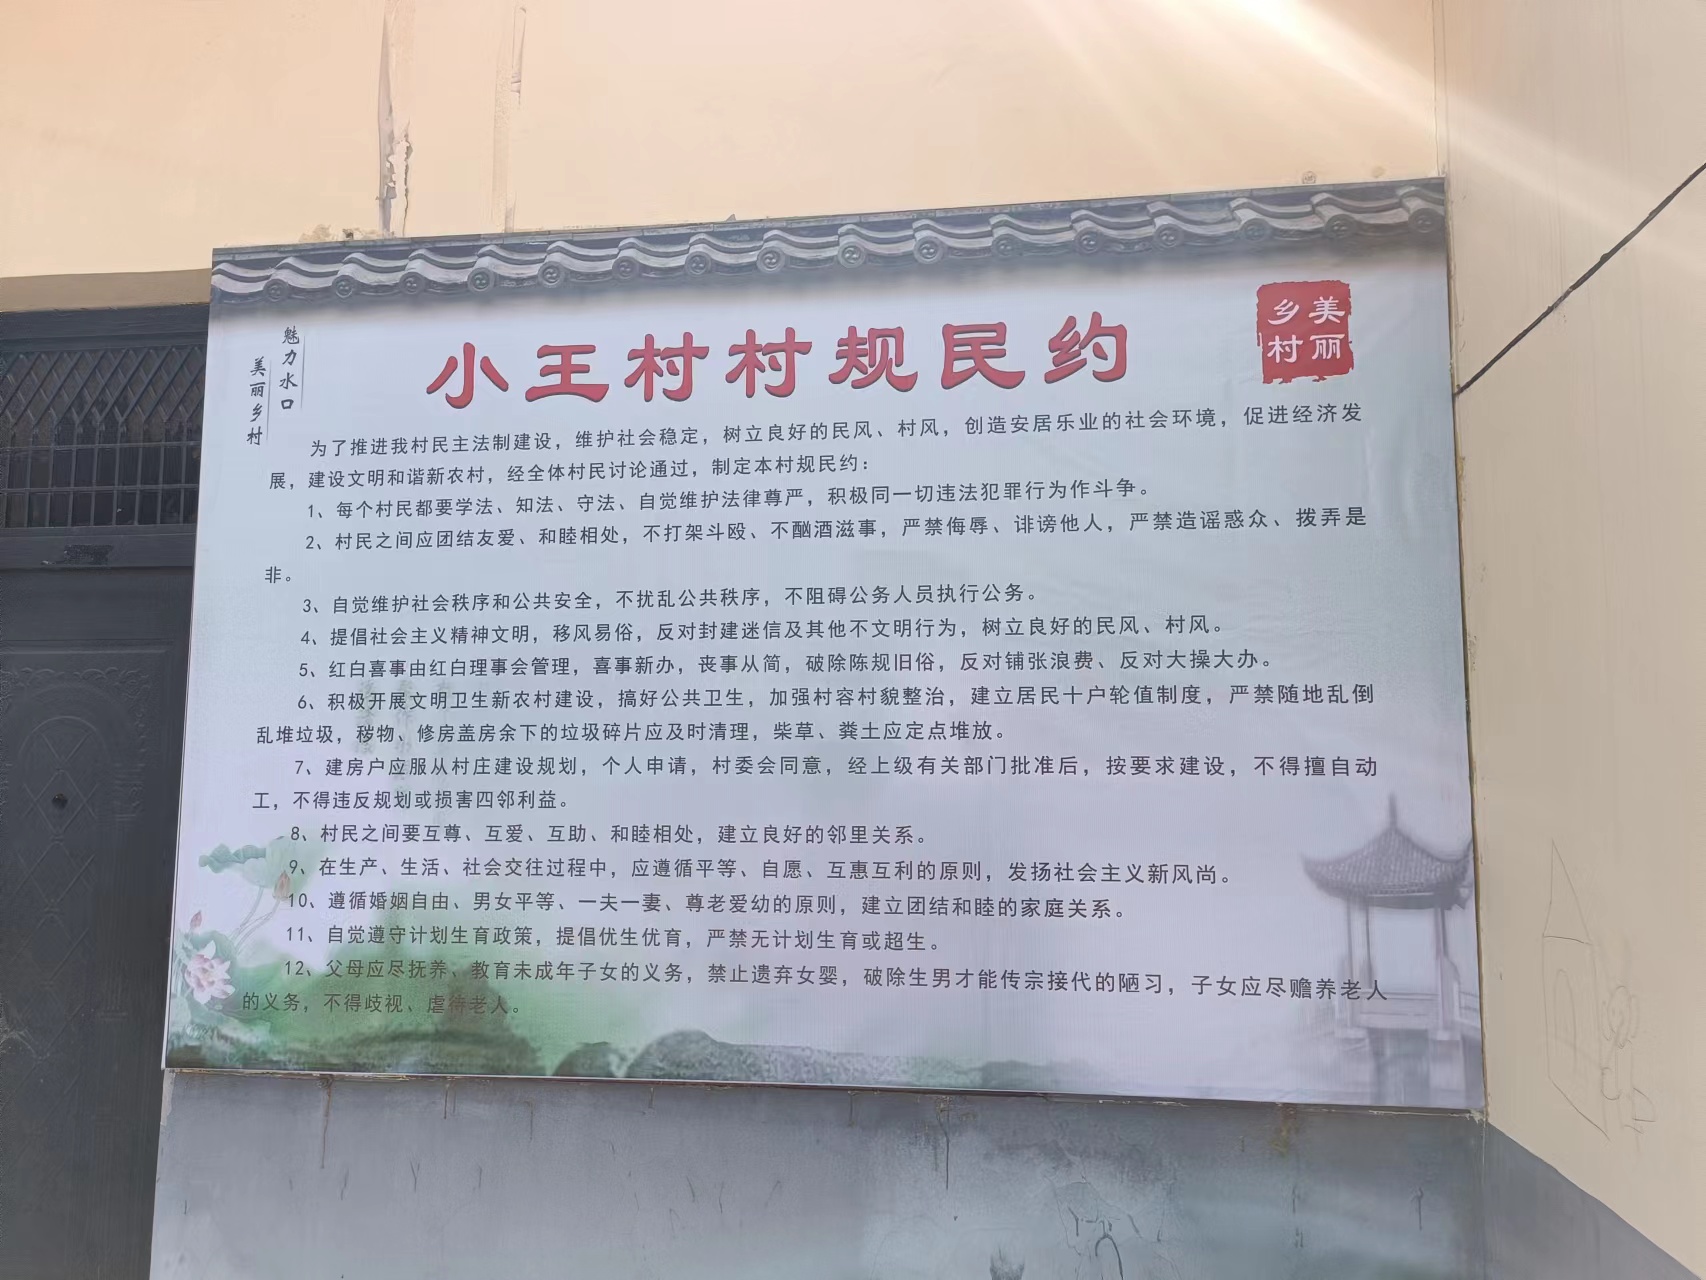 魅力水口
美丽乡村
小王村村规民约
美丽
乡村
为了推进我村民主法制建设，维护社会稳定，树立良好的民风、村风，创造安居乐业的社会环境，促进经济发
展，建设文明和谐新农村，经全体村民讨论通过，制定本村规民约：
1、每个村民都要学法、知法、守法、自觉维护法律尊严，积极同一切违法犯罪行为作斗争。
2、村民之间应团结友爱、和睦相处，不打架斗殴、不酗酒滋事，严禁侮辱、诽谤他人，严禁造谣惑众、拨弄是
非。
3、自觉维护社会秩序和公共安全，不扰乱公共秩序，不阻碍公务人员执行公务。
4、提倡社会主义精神文明，移风易俗，反对封建迷信及其他不文明行为，树立良好的民风、村风。
5、红白喜事由红白理事会管理，喜事新办，丧事从简，破除陈规旧俗，反对铺张浪费、反对大操大办。
6、积极开展文明卫生新农村建设，搞好公共卫生，加强村容村貌整治，建立居民十户轮值制度，严禁随地乱倒
乱堆垃圾，秽物、修房盖房余下的垃圾碎片应及时清理，柴草、粪土应定点堆放。
7、建房户应服从村庄建设规划，个人申请，村委会同意，经上级有关部门批准后，按要求建设，不得擅自动
工，不得违反规划或损害四邻利益。
8、村民之间要互尊、互爱、互助、和睦相处，建立良好的邻里关系。
9、在生产、生活、社会交往过程中，应遵循平等、自愿、互惠互利的原则，发扬社会主义新风尚。
10、遵循婚姻自由、男女平等、一夫一妻、尊老爱幼的原则，建立团结和睦的家庭关系。
11、自觉遵守计划生育政策，提倡优生优育，严禁无计划生育或超生。
12、父母应尽抚养、教育未成年子女的义务，禁止遗弃女婴，破除生男才能传宗接代的陋习，子女应尽赡养老人
的义务，不得歧视、虐待老人。